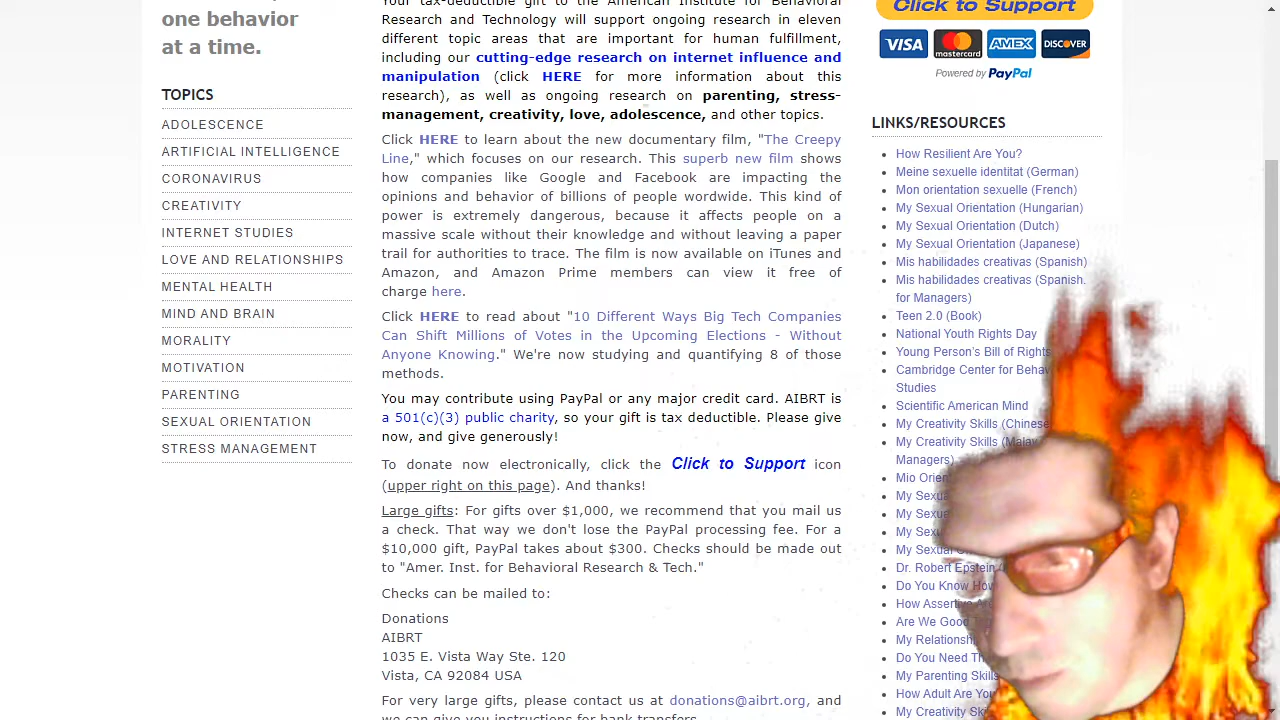 one behavior
at a time.
TOPICS
ADOLESCENCE
ARTIFICIAL INTELLIGENCE
CORONAVIRUS
CREATIVITY
INTERNET STUDIES
LOVE AND RELATIONSHIPS
MENTAL HEALTH
MIND AND BRAIN
MORALITY
MOTIVATION
PARENTING
SEXUAL ORIENTATION
STRESS MANAGEMENT
Your tax-deductible gift to the American Institute for Behavioral
Research and Technology will support ongoing research in eleven
different topic areas that are important for human fulfillment,
including our cutting-edge research on internet influence and
manipulation (click HERE for more information about this
research), as well as ongoing research on parenting, stress-
management, creativity, love, adolescence, and other topics.
Click HERE to learn about the new documentary film, "The Creepy
Line," which focuses on our research. This superb new film shows
how companies like Google and Facebook are impacting the
opinions and behavior of billions of people wordwide. This kind of
power is extremely dangerous, because it affects people on a
massive scale without their knowledge and without leaving a paper
trail for authorities to trace. The film is now available on iTunes and
Amazon, and Amazon Prime members can view it free of
charge here.
Click HERE to read about "10 Different Ways Big Tech Companies
Can Shift Millions of Votes in the Upcoming Elections - Without
Anyone Knowing." We're now studying and quantifying 8 of those
methods.
You may contribute using PayPal or any major credit card. AIBRT is
a 501(c)(3) public charity, so your gift is tax deductible. Please give
now, and give generously!
To donate now electronically, click the Click to Support icon
(upper right on this page). And thanks!
Large gifts: For gifts over $1,000, we recommend that you mail us
a check. That way we don't lose the PayPal processing fee. For a
$10,000 gift, PayPal takes about $300. Checks should be made out
to "Amer. Inst. for Behavioral Research & Tech."
Checks can be mailed to:
Donations
AIBRT
1035 E. Vista Way Ste. 120
Vista, CA 92084 USA
For very large gifts, please contact us at donations@aibrt.org, and
we can give you instructions for bank transfers.
Click to Support
VISA mastercard AMEX DISCOVER
Powered by PayPal
LINKS/RESOURCES
How Resilient Are You?
Meine sexuelle identitat (German)
Mon orientation sexuelle (French)
My Sexual Orientation (Hungarian)
My Sexual Orientation (Dutch)
My Sexual Orientation (Japanese)
Mis habilidades creativas (Spanish)
Mis habilidades creativas (Spanish.
for Managers)
Teen 2.0 (Book)
National Youth Rights Day
Young Person's Bill of Rights
Cambridge Center for Behav
Studies
Scientific American Mind
My Creativity Skills (Chinese
My Creativity Skills (Malay
Managers)
Mio Orien
My Sexua
My Sexua
My Sexu
My Sexual O
Dr. Robert Epstein
Do You Know How
How Assertive Are
Are We Good
My Relationsh
Do You Need Th
My Parenting Skills
How Adult Are You
My Creativity Ski